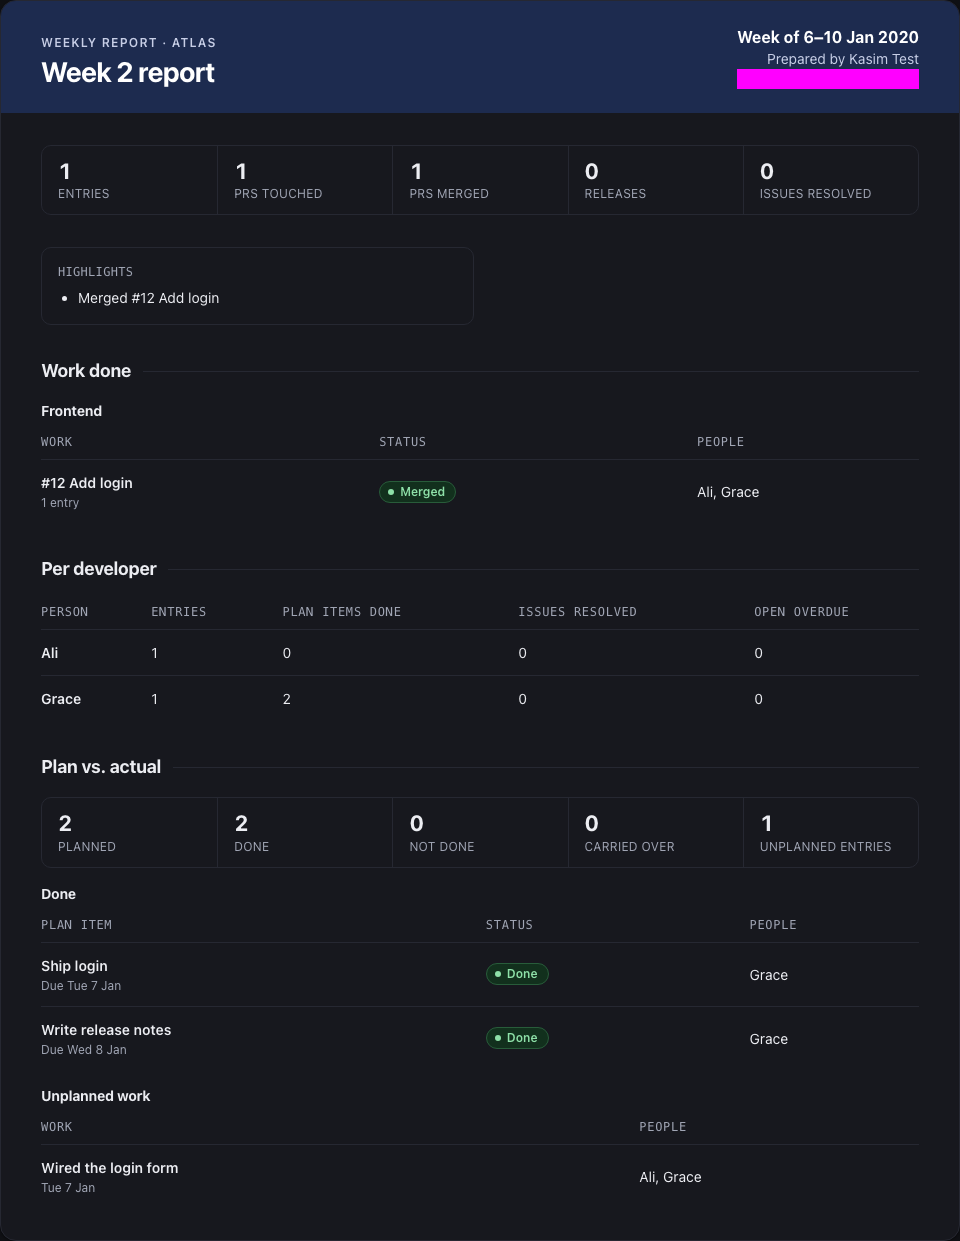 WEEKLY REPORT · ATLAS
Week 2 report
Week of 6–10 Jan 2020
Prepared by Kasim Test
1
ENTRIES
1
PRS TOUCHED
1
PRS MERGED
0
RELEASES
0
ISSUES RESOLVED
HIGHLIGHTS
• Merged #12 Add login
Work done
Frontend
WORK STATUS PEOPLE
#12 Add login
1 entry
Merged
Ali, Grace
Per developer
PERSON ENTRIES PLAN ITEMS DONE ISSUES RESOLVED OPEN OVERDUE
Ali 1 0 0 0
Grace 1 2 0 0
Plan vs. actual
2
PLANNED
2
DONE
0
NOT DONE
0
CARRIED OVER
1
UNPLANNED ENTRIES
Done
PLAN ITEM STATUS PEOPLE
Ship login
Due Tue 7 Jan
Done
Grace
Write release notes
Due Wed 8 Jan
Done
Grace
Unplanned work
WORK PEOPLE
Wired the login form
Tue 7 Jan
Ali, Grace